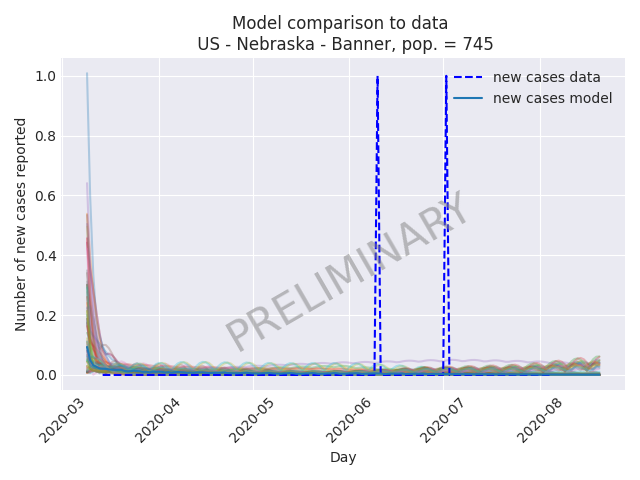 Model comparison to data
US - Nebraska - Banner, pop. = 745
new cases data
new cases model
Number of new cases reported
1.0
0.8
0.6
0.4
0.2
0.0
PRELIMINARY
2020-03
2020-04
2020-05
2020-06
2020-07
2020-08
Day